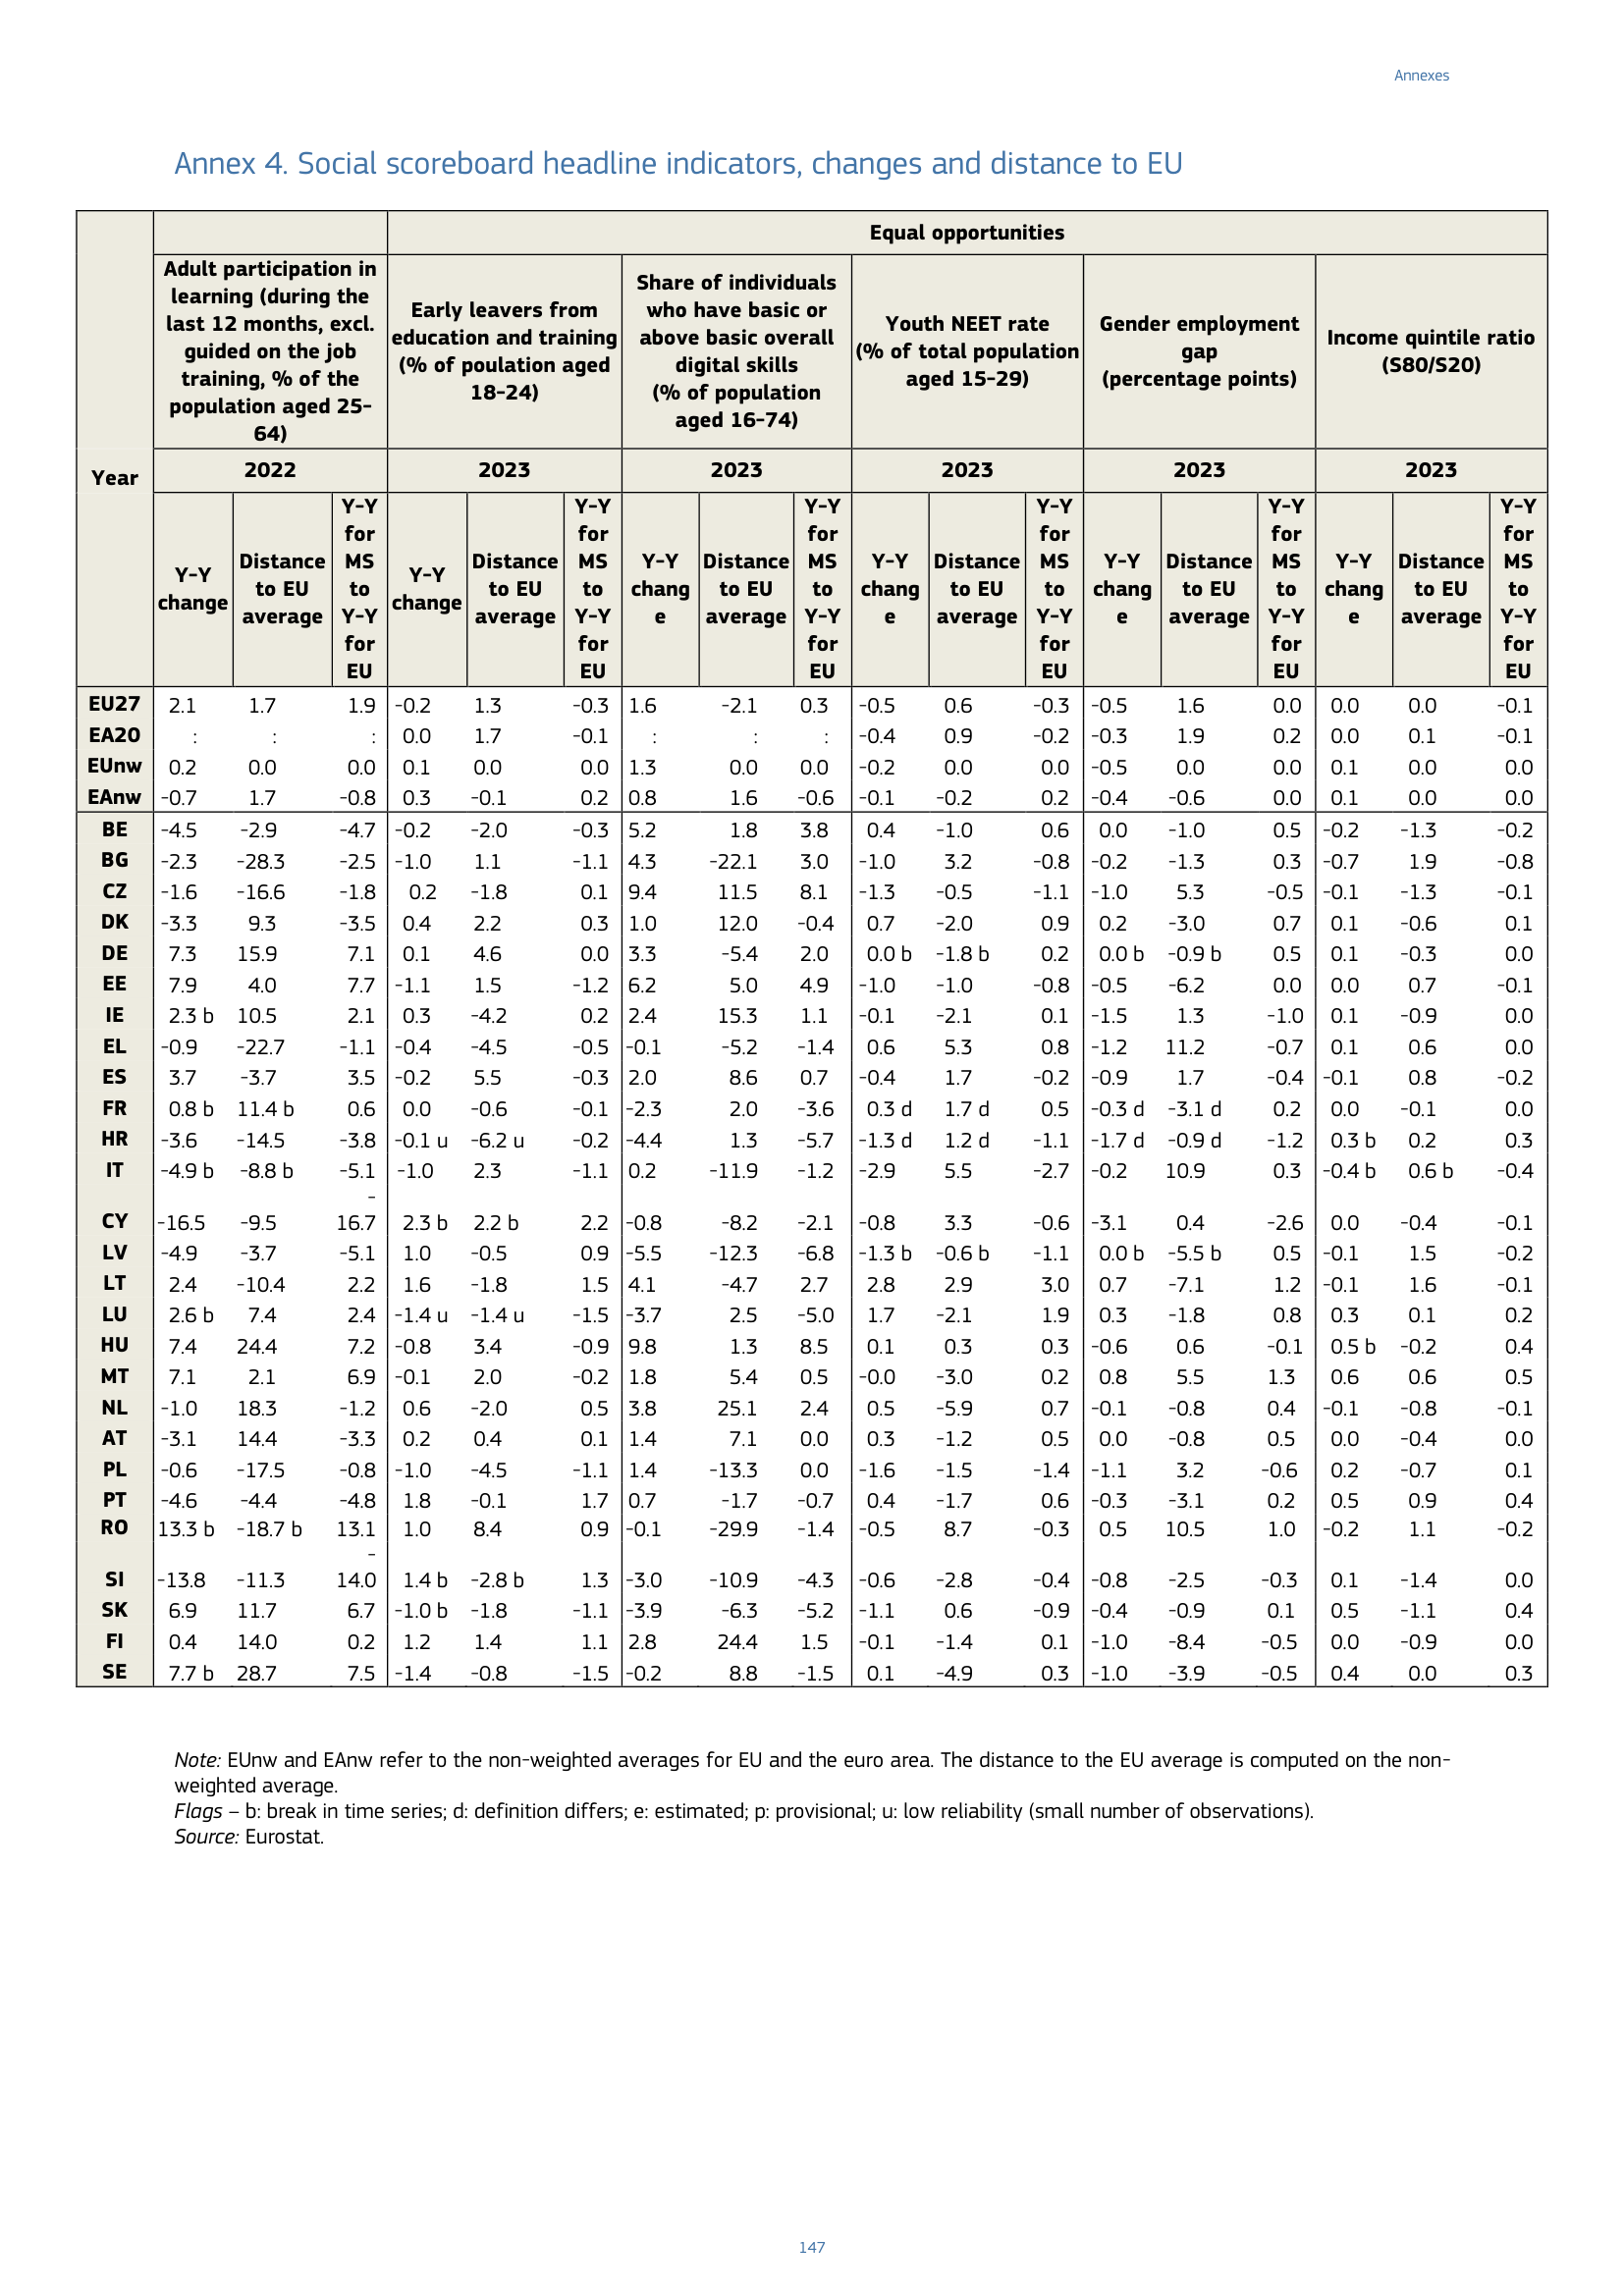 Annexes
Annex 4. Social scoreboard headline indicators, changes and distance to EU
Equal opportunities
Adult participation in
learning (during the
last 12 months, excl.
guided on the job
training, % of the
population aged 25-
64)
Early leavers from
education and training
(% of poulation aged
18-24)
Share of individuals
who have basic or
above basic overall
digital skills
(% of population
aged 16-74)
Youth NEET rate
(% of total population
aged 15-29)
Gender employment
gap
(percentage points)
Income quintile ratio
(S80/S20)
Year 2022 2023 2023 2023 2023 2023
Y-Y
change
Distance
to EU
average
Y-Y
for
MS
to
Y-Y
for
EU
Y-Y
change
Distance
to EU
average
Y-Y
for
MS
to
Y-Y
for
EU
Y-Y
chang
e
Distance
to EU
average
Y-Y
for
MS
to
Y-Y
for
EU
Y-Y
chang
e
Distance
to EU
average
Y-Y
for
MS
to
Y-Y
for
EU
Y-Y
chang
e
Distance
to EU
average
Y-Y
for
MS
to
Y-Y
for
EU
Y-Y
chang
e
Distance
to EU
average
Y-Y
for
MS
to
Y-Y
for
EU
EU27 2.1 1.7 1.9 -0.2 1.3 -0.3 1.6 -2.1 0.3 -0.5 0.6 -0.3 -0.5 1.6 0.0 0.0 0.0 -0.1
EA20 : : : 0.0 1.7 -0.1 : : : -0.4 0.9 -0.2 -0.3 1.9 0.2 0.0 0.1 -0.1
EUnw 0.2 0.0 0.0 0.1 0.0 0.0 1.3 0.0 0.0 -0.2 0.0 0.0 -0.5 0.0 0.0 0.1 0.0 0.0
EAnw -0.7 1.7 -0.8 0.3 -0.1 0.2 0.8 1.6 -0.6 -0.1 -0.2 0.2 -0.4 -0.6 0.0 0.1 0.0 0.0
BE -4.5 -2.9 -4.7 -0.2 -2.0 -0.3 5.2 1.8 3.8 0.4 -1.0 0.6 0.0 -1.0 0.5 -0.2 -1.3 -0.2
BG -2.3 -28.3 -2.5 -1.0 1.1 -1.1 4.3 -22.1 3.0 -1.0 3.2 -0.8 -0.2 -1.3 0.3 -0.7 1.9 -0.8
CZ -1.6 -16.6 -1.8 0.2 -1.8 0.1 9.4 11.5 8.1 -1.3 -0.5 -1.1 -1.0 5.3 -0.5 -0.1 -1.3 -0.1
DK -3.3 9.3 -3.5 0.4 2.2 0.3 1.0 12.0 -0.4 0.7 -2.0 0.9 0.2 -3.0 0.7 0.1 -0.6 0.1
DE 7.3 15.9 7.1 0.1 4.6 0.0 3.3 -5.4 2.0 0.0 b -1.8 b 0.2 0.0 b -0.9 b 0.5 0.1 -0.3 0.0
EE 7.9 4.0 7.7 -1.1 1.5 -1.2 6.2 5.0 4.9 -1.0 -1.0 -0.8 -0.5 -6.2 0.0 0.0 0.7 -0.1
IE 2.3 b 10.5 2.1 0.3 -4.2 0.2 2.4 15.3 1.1 -0.1 -2.1 0.1 -1.5 1.3 -1.0 0.1 -0.9 0.0
EL -0.9 -22.7 -1.1 -0.4 -4.5 -0.5 -0.1 -5.2 -1.4 0.6 5.3 0.8 -1.2 11.2 -0.7 0.1 0.6 0.0
ES 3.7 -3.7 3.5 -0.2 5.5 -0.3 2.0 8.6 0.7 -0.4 1.7 -0.2 -0.9 1.7 -0.4 -0.1 0.8 -0.2
FR 0.8 b 11.4 b 0.6 0.0 -0.6 -0.1 -2.3 2.0 -3.6 0.3 d 1.7 d 0.5 -0.3 d -3.1 d 0.2 0.0 -0.1 0.0
HR -3.6 -14.5 -3.8 -0.1 u -6.2 u -0.2 -4.4 1.3 -5.7 -1.3 d 1.2 d -1.1 -1.7 d -0.9 d -1.2 0.3 b 0.2 0.3
IT -4.9 b -8.8 b -5.1 -1.0 2.3 -1.1 0.2 -11.9 -1.2 -2.9 5.5 -2.7 -0.2 10.9 0.3 -0.4 b 0.6 b -0.4
-
CY -16.5 -9.5 16.7 2.3 b 2.2 b 2.2 -0.8 -8.2 -2.1 -0.8 3.3 -0.6 -3.1 0.4 -2.6 0.0 -0.4 -0.1
LV -4.9 -3.7 -5.1 1.0 -0.5 0.9 -5.5 -12.3 -6.8 -1.3 b -0.6 b -1.1 0.0 b -5.5 b 0.5 -0.1 1.5 -0.2
LT 2.4 -10.4 2.2 1.6 -1.8 1.5 4.1 -4.7 2.7 2.8 2.9 3.0 0.7 -7.1 1.2 -0.1 1.6 -0.1
LU 2.6 b 7.4 2.4 -1.4 u -1.4 u -1.5 -3.7 2.5 -5.0 1.7 -2.1 1.9 0.3 -1.8 0.8 0.3 0.1 0.2
HU 7.4 24.4 7.2 -0.8 3.4 -0.9 9.8 1.3 8.5 0.1 0.3 0.3 -0.6 0.6 -0.1 0.5 b -0.2 0.4
MT 7.1 2.1 6.9 -0.1 2.0 -0.2 1.8 5.4 0.5 -0.0 -3.0 0.2 0.8 5.5 1.3 0.6 0.6 0.5
NL -1.0 18.3 -1.2 0.6 -2.0 0.5 3.8 25.1 2.4 0.5 -5.9 0.7 -0.1 -0.8 0.4 -0.1 -0.8 -0.1
AT -3.1 14.4 -3.3 0.2 0.4 0.1 1.4 7.1 0.0 0.3 -1.2 0.5 0.0 -0.8 0.5 0.0 -0.4 0.0
PL -0.6 -17.5 -0.8 -1.0 -4.5 -1.1 1.4 -13.3 0.0 -1.6 -1.5 -1.4 -1.1 3.2 -0.6 0.2 -0.7 0.1
PT -4.6 -4.4 -4.8 1.8 -0.1 1.7 0.7 -1.7 -0.7 0.4 -1.7 0.6 -0.3 -3.1 0.2 0.5 0.9 0.4
RO 13.3 b -18.7 b 13.1 1.0 8.4 0.9 -0.1 -29.9 -1.4 -0.5 8.7 -0.3 0.5 10.5 1.0 -0.2 1.1 -0.2
-
SI -13.8 -11.3 14.0 1.4 b -2.8 b 1.3 -3.0 -10.9 -4.3 -0.6 -2.8 -0.4 -0.8 -2.5 -0.3 0.1 -1.4 0.0
SK 6.9 11.7 6.7 -1.0 b -1.8 -1.1 -3.9 -6.3 -5.2 -1.1 0.6 -0.9 -0.4 -0.9 0.1 0.5 -1.1 0.4
FI 0.4 14.0 0.2 1.2 1.4 1.1 2.8 24.4 1.5 -0.1 -1.4 0.1 -1.0 -8.4 -0.5 0.0 -0.9 0.0
SE 7.7 b 28.7 7.5 -1.4 -0.8 -1.5 -0.2 8.8 -1.5 0.1 -4.9 0.3 -1.0 -3.9 -0.5 0.4 0.0 0.3
Note: EUnw and EAnw refer to the non-weighted averages for EU and the euro area. The distance to the EU average is computed on the non-
weighted average.
Flags – b: break in time series; d: definition differs; e: estimated; p: provisional; u: low reliability (small number of observations).
Source: Eurostat.
147